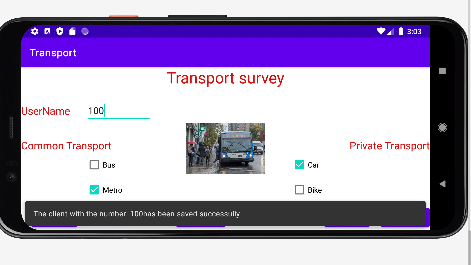 3:03
Transport
Transport survey
UserName 100
Common Transport Private Transport
Bus Car
Metro Bike
The client with the number 100has been saved successully